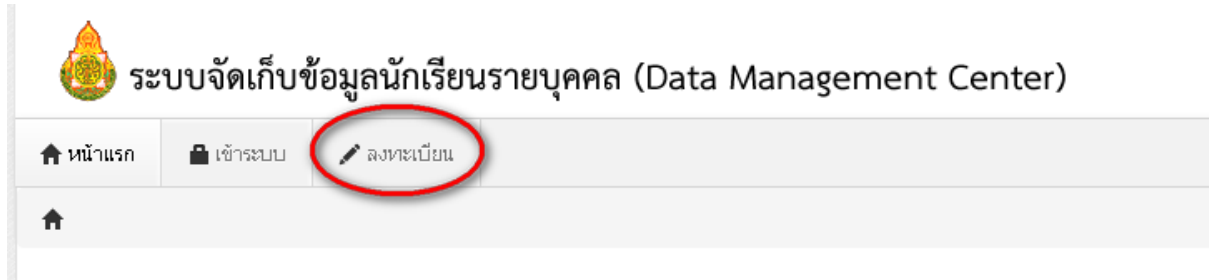 ระบบจัดเก็บข้อมูลนักเรียนรายบุคคล (Data Management Center)
หน้าแรก เข้าระบบ ลงทะเบียน